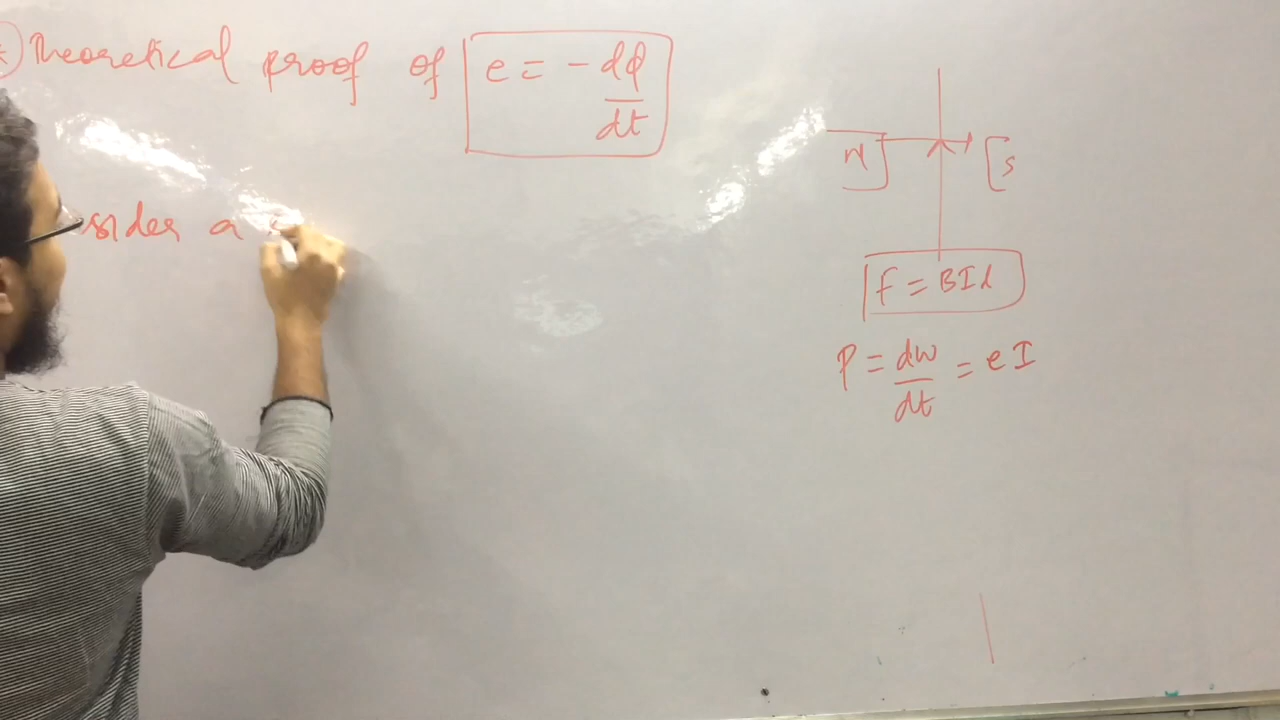 Theoretical proof of e = - dφ/dt
sider a
N S
F = BIl
P = dw/dt = eI